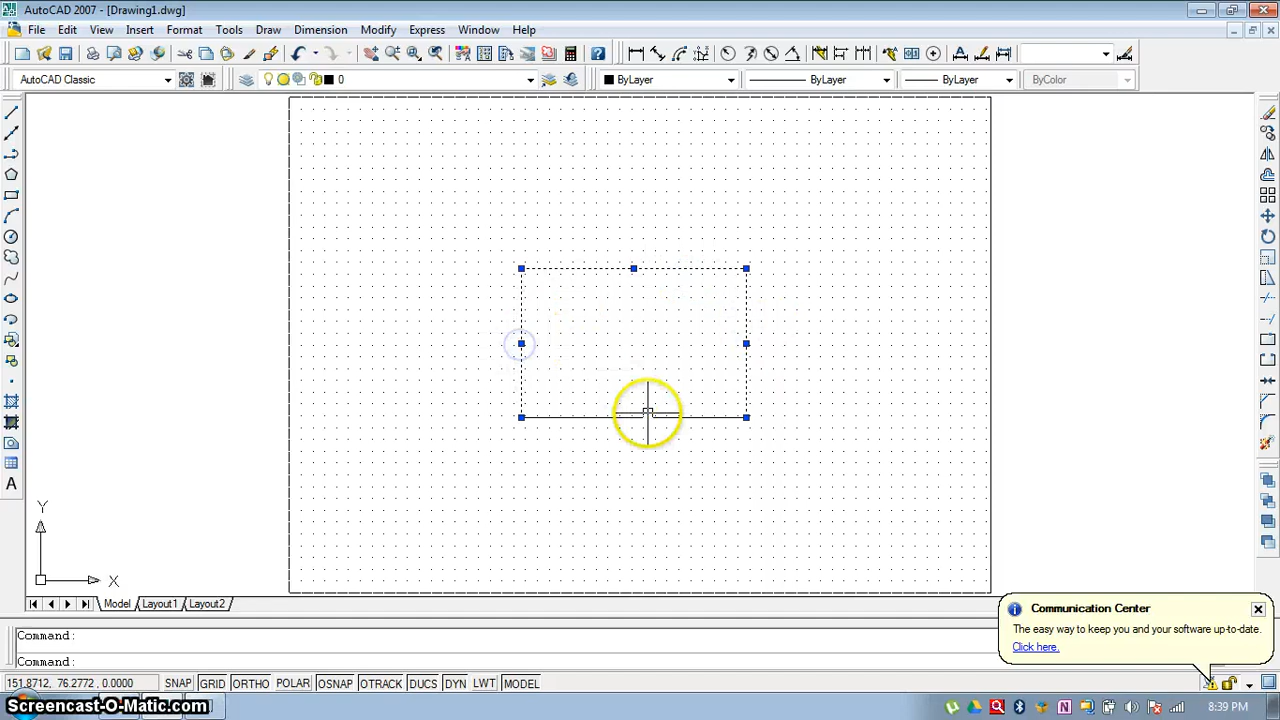 AutoCAD 2007 - [Drawing1.dwg]
File Edit View Insert Format Tools Draw Dimension Modify Express Window Help
AutoCAD Classic 0 ByLayer ByLayer ByLayer ByColor
Y
X
Model Layout1 Layout2
Communication Center
The easy way to keep you and your software up-to-date.
Click here.
Command:
Command:
151.8712, 76.2772, 0.0000 SNAP GRID ORTHO POLAR OSNAP OTRACK DUCS DYN LWT MODEL
Screencast-O-Matic.com
8:39 PM